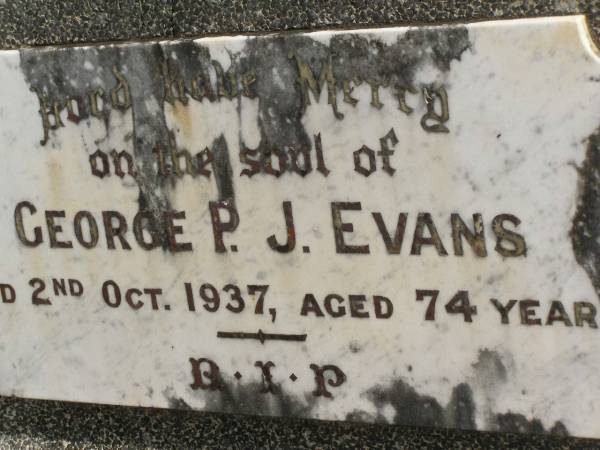 Lord have Mercy
on the soul of
GEORGE P. J. EVANS
D 2ND OCT. 1937, AGED 74 YEAR
R·I·P